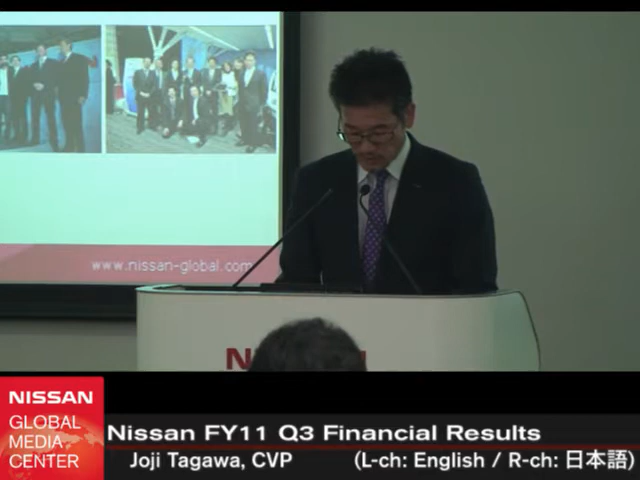 www.nissan-global.com
NISSAN
GLOBAL
MEDIA
CENTER
Nissan FY11 Q3 Financial Results
Joji Tagawa, CVP (L-ch: English / R-ch: 日本語)